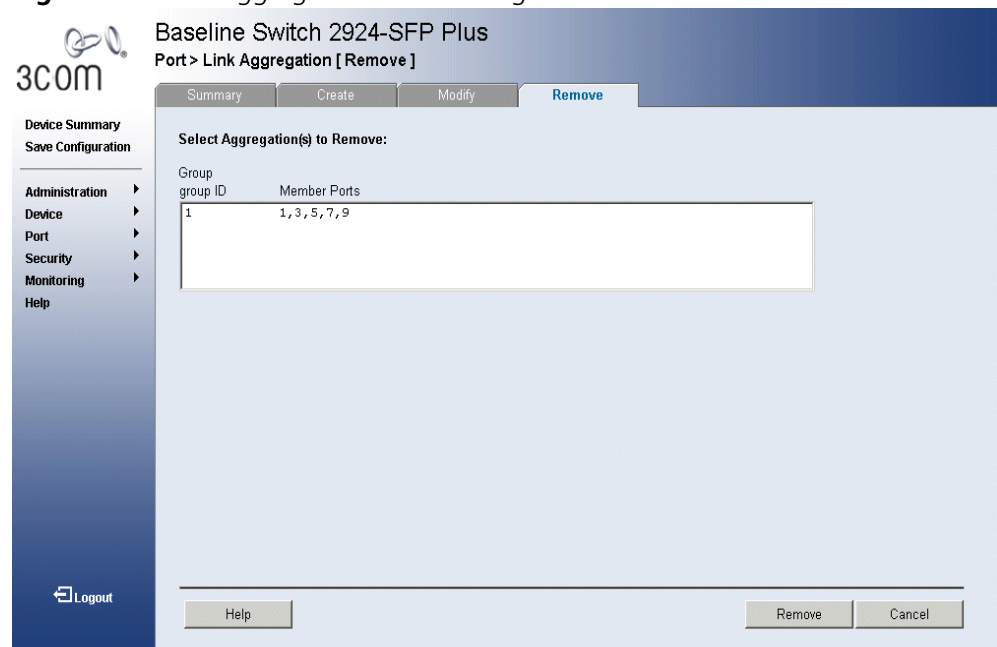 Baseline Switch 2924-SFP Plus
Port > Link Aggregation [ Remove ]
3COM
Summary Create Modify Remove
Device Summary
Save Configuration
Administration
Device
Port
Security
Monitoring
Help
Select Aggregation(s) to Remove:
Group
group ID Member Ports
1 1,3,5,7,9
Logout
Help Remove Cancel